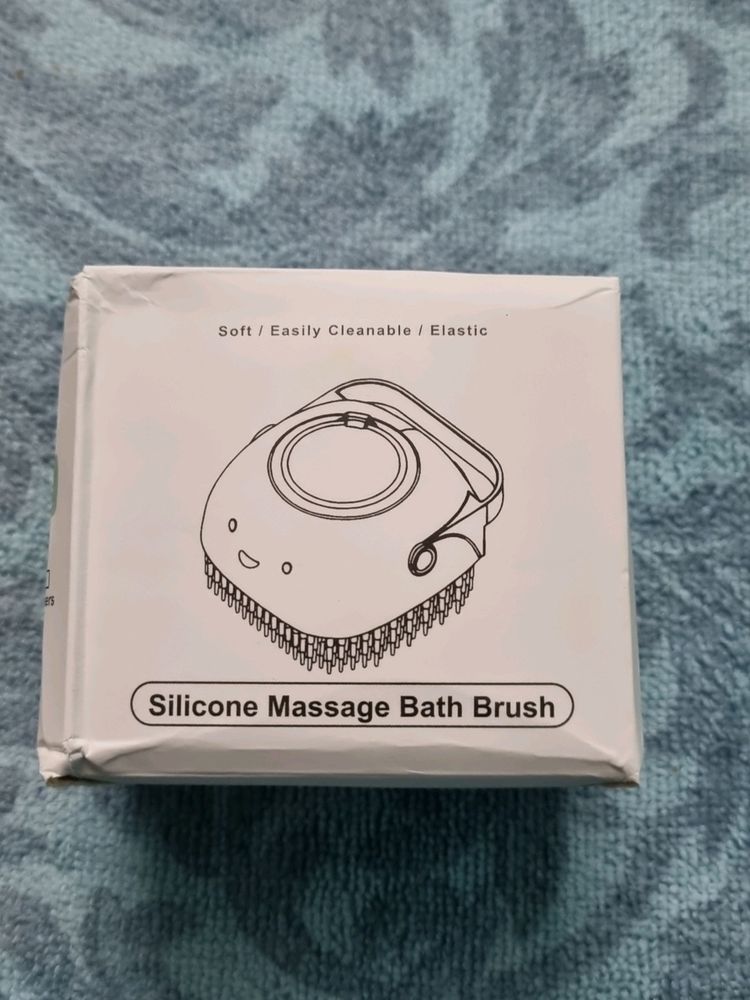 Soft / Easily Cleanable / Elastic
Silicone Massage Bath Brush